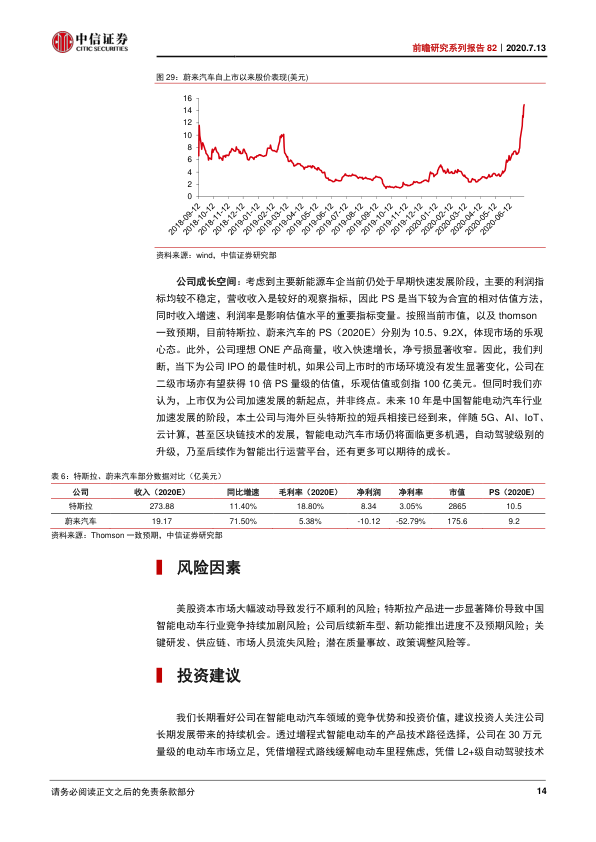 中信证券
CITIC SECURITIES
前瞻研究系列报告 82｜2020.7.13
图 29：蔚来汽车自上市以来股价表现(美元)
16
14
12
10
8
6
4
2
0
2018-09-12
2018-10-12
2018-11-12
2018-12-12
2019-01-12
2019-02-12
2019-03-12
2019-04-12
2019-05-12
2019-06-12
2019-07-12
2019-08-12
2019-09-12
2019-10-12
2019-11-12
2019-12-12
2020-01-12
2020-02-12
2020-03-12
2020-04-12
2020-05-12
2020-06-12
资料来源：wind，中信证券研究部
公司成长空间：考虑到主要新能源车企当前仍处于早期快速发展阶段，主要的利润指
标均较不稳定，营收收入是较好的观察指标，因此 PS 是当下较为合宜的相对估值方法，
同时收入增速、利润率是影响估值水平的重要指标变量。按照当前市值，以及 thomson
一致预期，目前特斯拉、蔚来汽车的 PS（2020E）分别为 10.5、9.2X，体现市场的乐观
心态。此外，公司理想 ONE 产品商量，收入快速增长，净亏损显著收窄。因此，我们判
断，当下为公司 IPO 的最佳时机，如果公司上市时的市场环境没有发生显著变化，公司在
二级市场亦有望获得 10 倍 PS 量级的估值，乐观估值或剑指 100 亿美元。但同时我们亦
认为，上市仅为公司加速发展的新起点，并非终点。未来 10 年是中国智能电动汽车行业
加速发展的阶段，本土公司与海外巨头特斯拉的短兵相接已经到来，伴随 5G、AI、IoT、
云计算，甚至区块链技术的发展，智能电动汽车市场仍将面临更多机遇，自动驾驶级别的
升级，乃至后续作为智能出行运营平台，还有更多可以期待的成长。
表 6：特斯拉、蔚来汽车部分数据对比（亿美元）
公司 收入（2020E） 同比增速 毛利率（2020E） 净利润 净利率 市值 PS（2020E）
特斯拉 273.88 11.40% 18.80% 8.34 3.05% 2865 10.5
蔚来汽车 19.17 71.50% 5.38% -10.12 -52.79% 175.6 9.2
资料来源：Thomson 一致预期，中信证券研究部
风险因素
美股资本市场大幅波动导致发行不顺利的风险；特斯拉产品进一步显著降价导致中国
智能电动车行业竞争持续加剧风险；公司后续新车型、新功能推出进度不及预期风险；关
键研发、供应链、市场人员流失风险；潜在质量事故、政策调整风险等。
投资建议
我们长期看好公司在智能电动汽车领域的竞争优势和投资价值，建议投资人关注公司
长期发展带来的持续机会。透过增程式智能电动车的产品技术路径选择，公司在 30 万元
量级的电动车市场立足，凭借增程式路线缓解电动车里程焦虑，凭借 L2+级自动驾驶技术
请务必阅读正文之后的免责条款部分
14